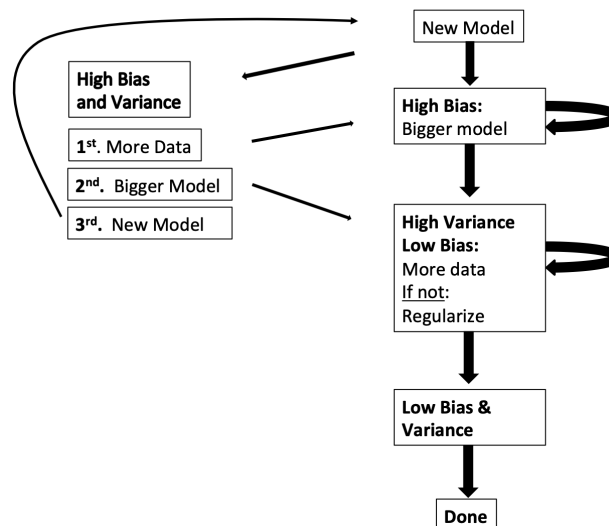 New Model
High Bias
and Variance
1st. More Data
2nd. Bigger Model
3rd. New Model
High Bias:
Bigger model
High Variance
Low Bias:
More data
If not:
Regularize
Low Bias &
Variance
Done